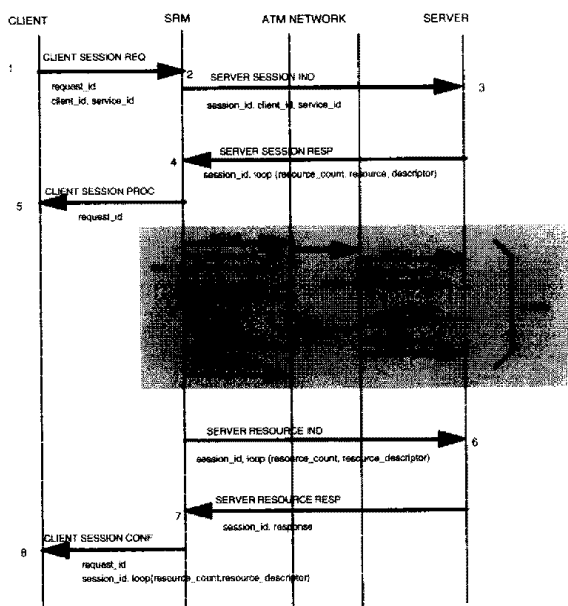 CLIENT SRM ATM NETWORK SERVER
CLIENT SESSION REQ
1
2
request_id
client_id, service_id
SERVER SESSION IND
3
session_id, client_id, service_id
SERVER SESSION RESP
4
session_id, loop (resource_count, resource, descriptor)
CLIENT SESSION PROC
5
request_id
SERVER RESOURCE IND
6
session_id, loop (resource_count, resource_descriptor)
SERVER RESOURCE RESP
7
session_id, response
CLIENT SESSION CONF
8
request_id
session_id, loop(resource_count,resource_descriptor)